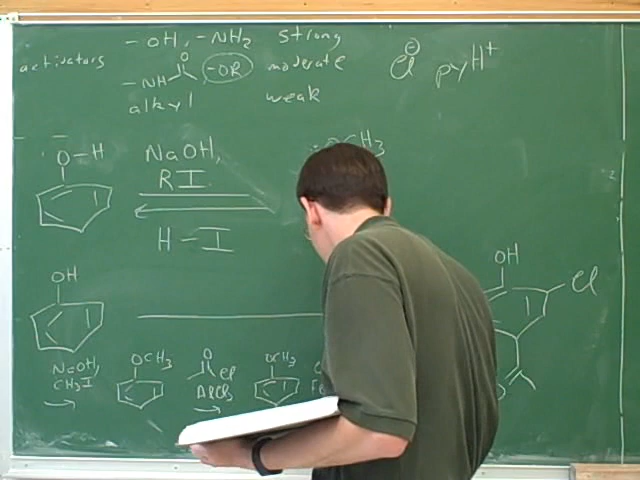 -OH, -NH2 strong
activators
O
-NH -OR moderate
alkyl weak
Cl⊖ pyH+
O-H
NaOH,
RI
H-I
OCH3
OH
OH
Cl
NaOH,
CH3I
OCH3
O
Cl
AlCl3
OCH3